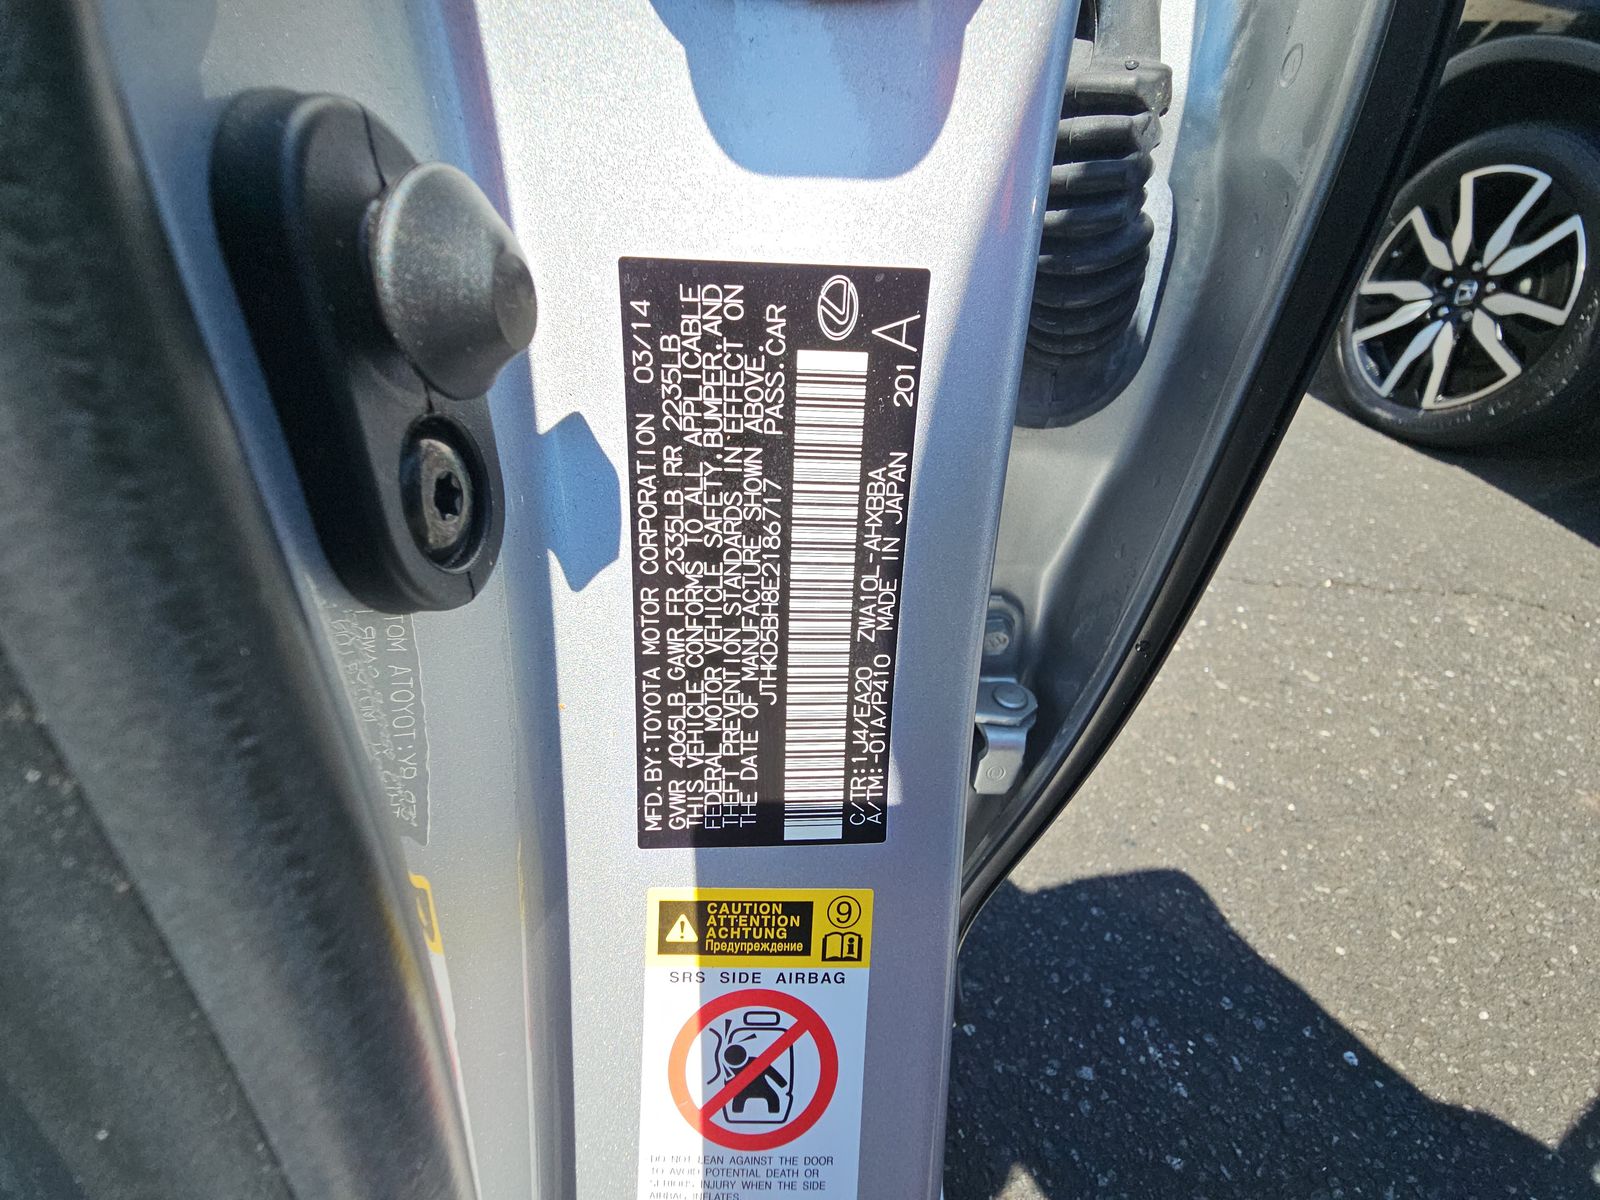 MFD.BY:TOYOTA MOTOR CORPORATION 03/14
GVWR 4065LB GAWR FR 2335LB RR 2235LB
THIS VEHICLE CONFORMS TO ALL APPLICABLE
FEDERAL MOTOR VEHICLE SAFETY,BUMPER,AND
THEFT PREVENTION STANDARDS IN EFFECT ON
THE DATE OF MANUFACTURE SHOWN ABOVE.
JTHKD5BH8E2186717 PASS.CAR
C/TR:1J4/EA20 ZWA10L-AHXBBA
A/TM:-01A/P410 MADE IN JAPAN
201 A
CAUTION
ATTENTION
ACHTUNG
Предупреждение
9
SRS SIDE AIRBAG
DO NOT LEAN AGAINST THE DOOR
TO AVOID POTENTIAL DEATH OR
SERIOUS INJURY WHEN THE SIDE
AIRBAG INFLATES.